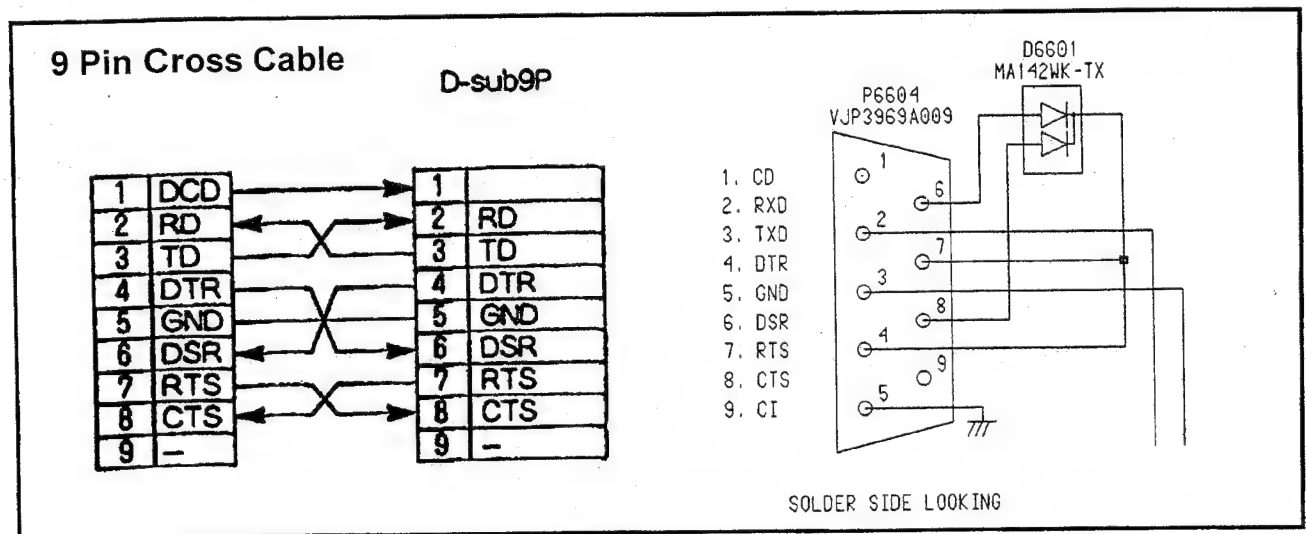 9 Pin Cross Cable
D-sub9P
1 DCD
2 RD
3 TD
4 DTR
5 GND
6 DSR
7 RTS
8 CTS
9 –
1
2 RD
3 TD
4 DTR
5 GND
6 DSR
7 RTS
8 CTS
9 –
1. CD
2. RXD
3. TXD
4. DTR
5. GND
6. DSR
7. RTS
8. CTS
9. CI
P6604
VJP3969A009
D6601
MA142WK-TX
1
6
2
7
3
8
4
9
5
SOLDER SIDE LOOKING